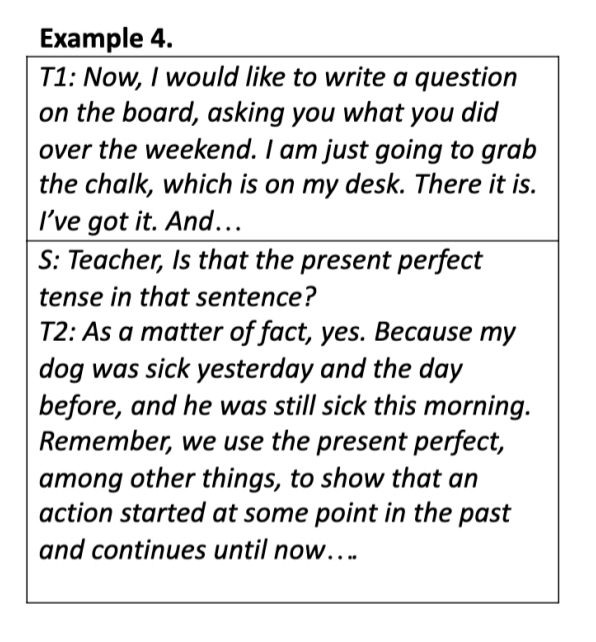 Example 4.
T1: Now, I would like to write a question
on the board, asking you what you did
over the weekend. I am just going to grab
the chalk, which is on my desk. There it is.
I’ve got it. And…
S: Teacher, Is that the present perfect
tense in that sentence?
T2: As a matter of fact, yes. Because my
dog was sick yesterday and the day
before, and he was still sick this morning.
Remember, we use the present perfect,
among other things, to show that an
action started at some point in the past
and continues until now….